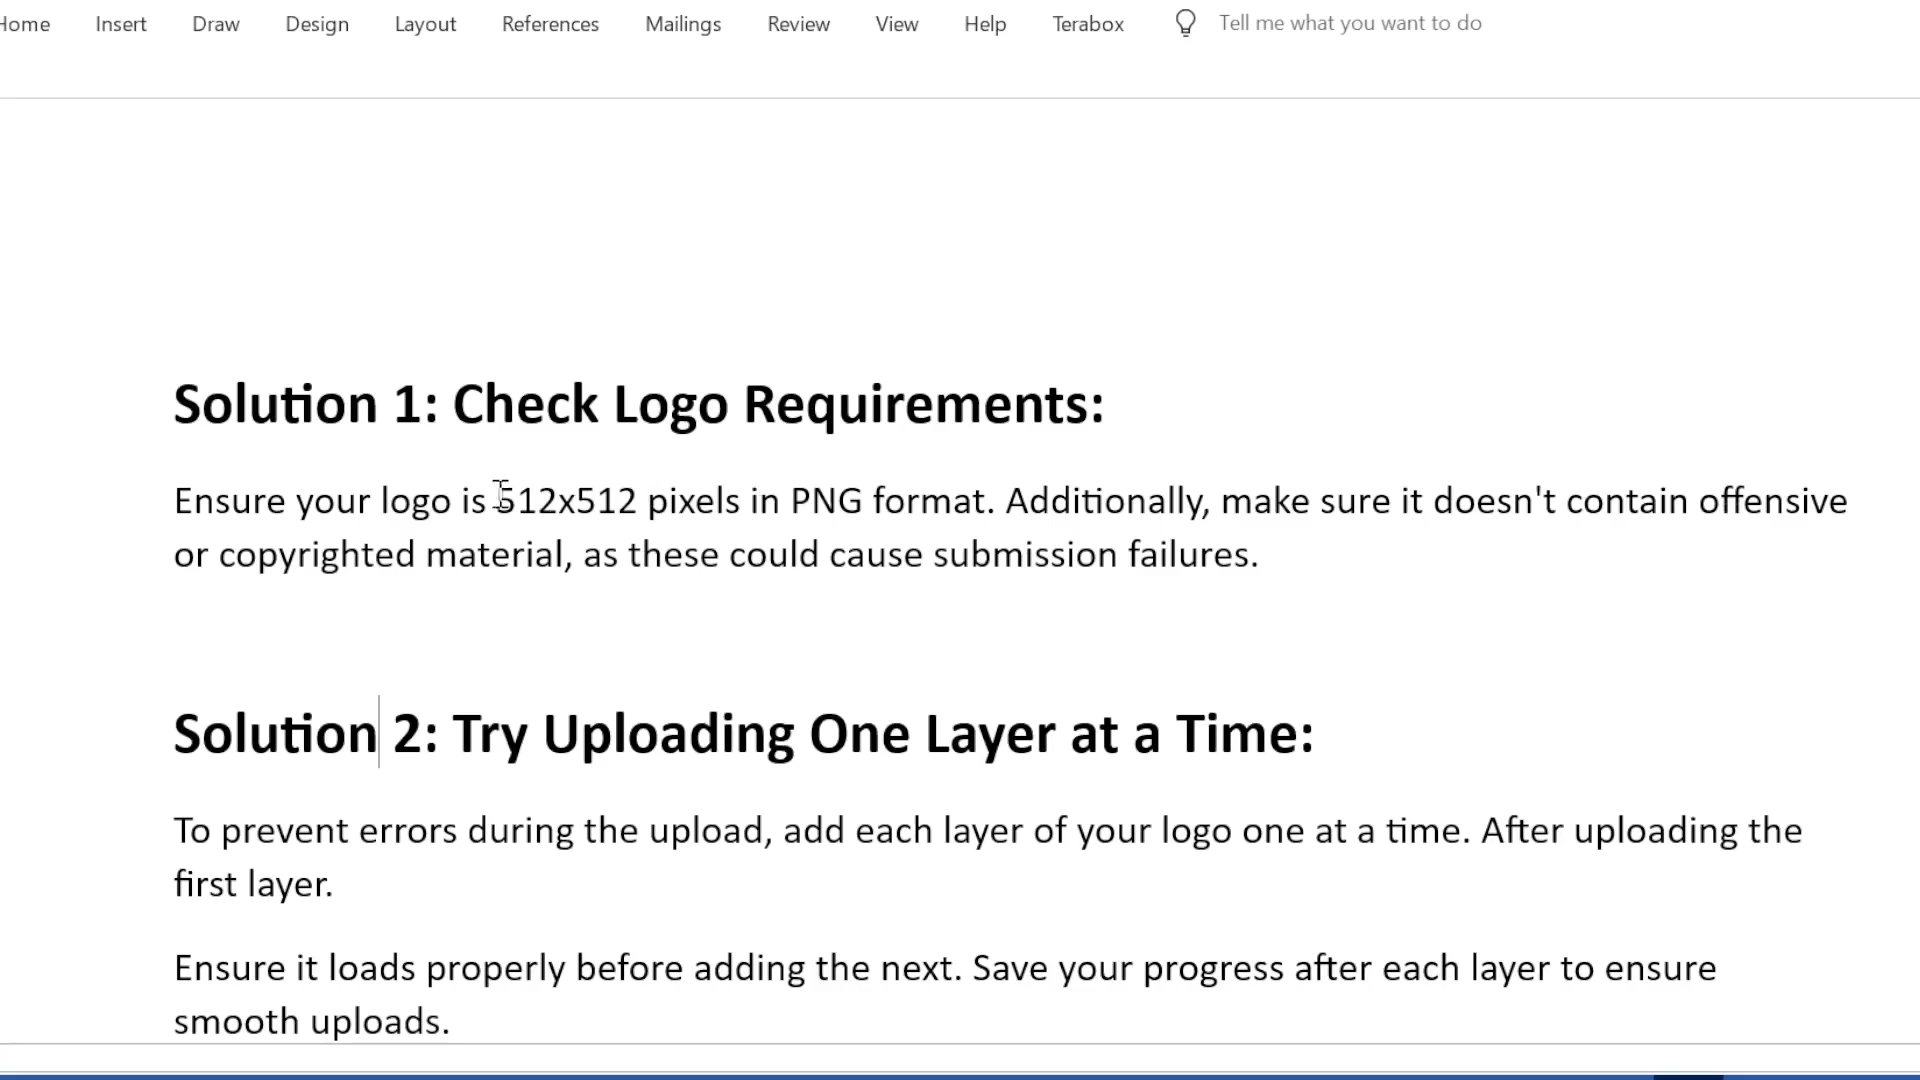 Home Insert Draw Design Layout References Mailings Review View Help Terabox Tell me what you want to do
Solution 1: Check Logo Requirements:
Ensure your logo is 512x512 pixels in PNG format. Additionally, make sure it doesn't contain offensive
or copyrighted material, as these could cause submission failures.
Solution 2: Try Uploading One Layer at a Time:
To prevent errors during the upload, add each layer of your logo one at a time. After uploading the
first layer.
Ensure it loads properly before adding the next. Save your progress after each layer to ensure
smooth uploads.